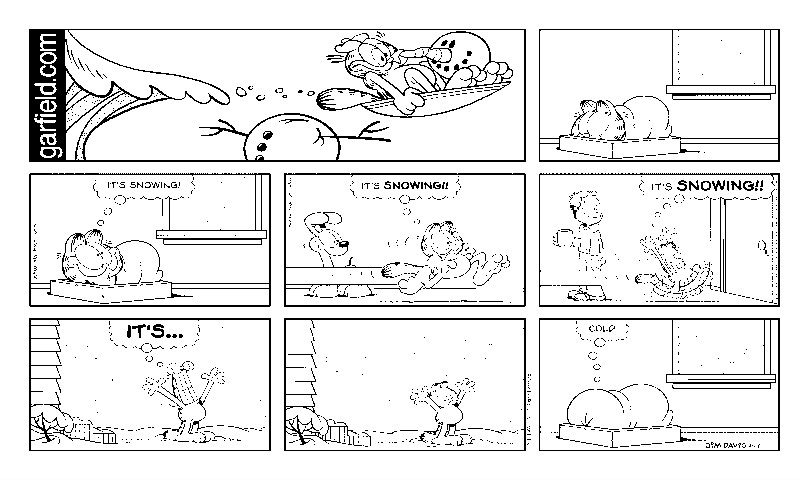 garfield.com
IT'S SNOWING!
IT'S SNOWING!!
IT'S SNOWING!!
IT'S...
COLD
JIM DAVIS